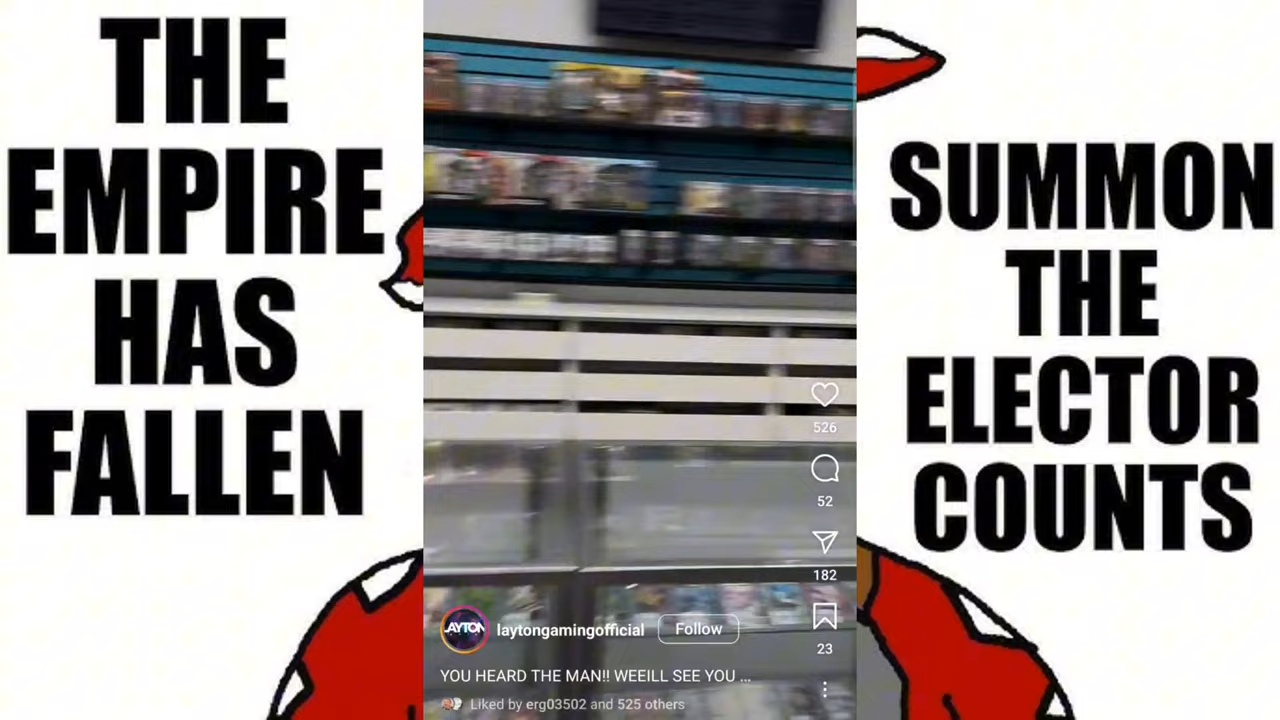 THE
EMPIRE
HAS
FALLEN
SUMMON
THE
ELECTOR
COUNTS
526
52
182
23
LAYTON
laytongamingofficial
Follow
YOU HEARD THE MAN!! WEEILL SEE YOU ...
Liked by erg03502 and 525 others